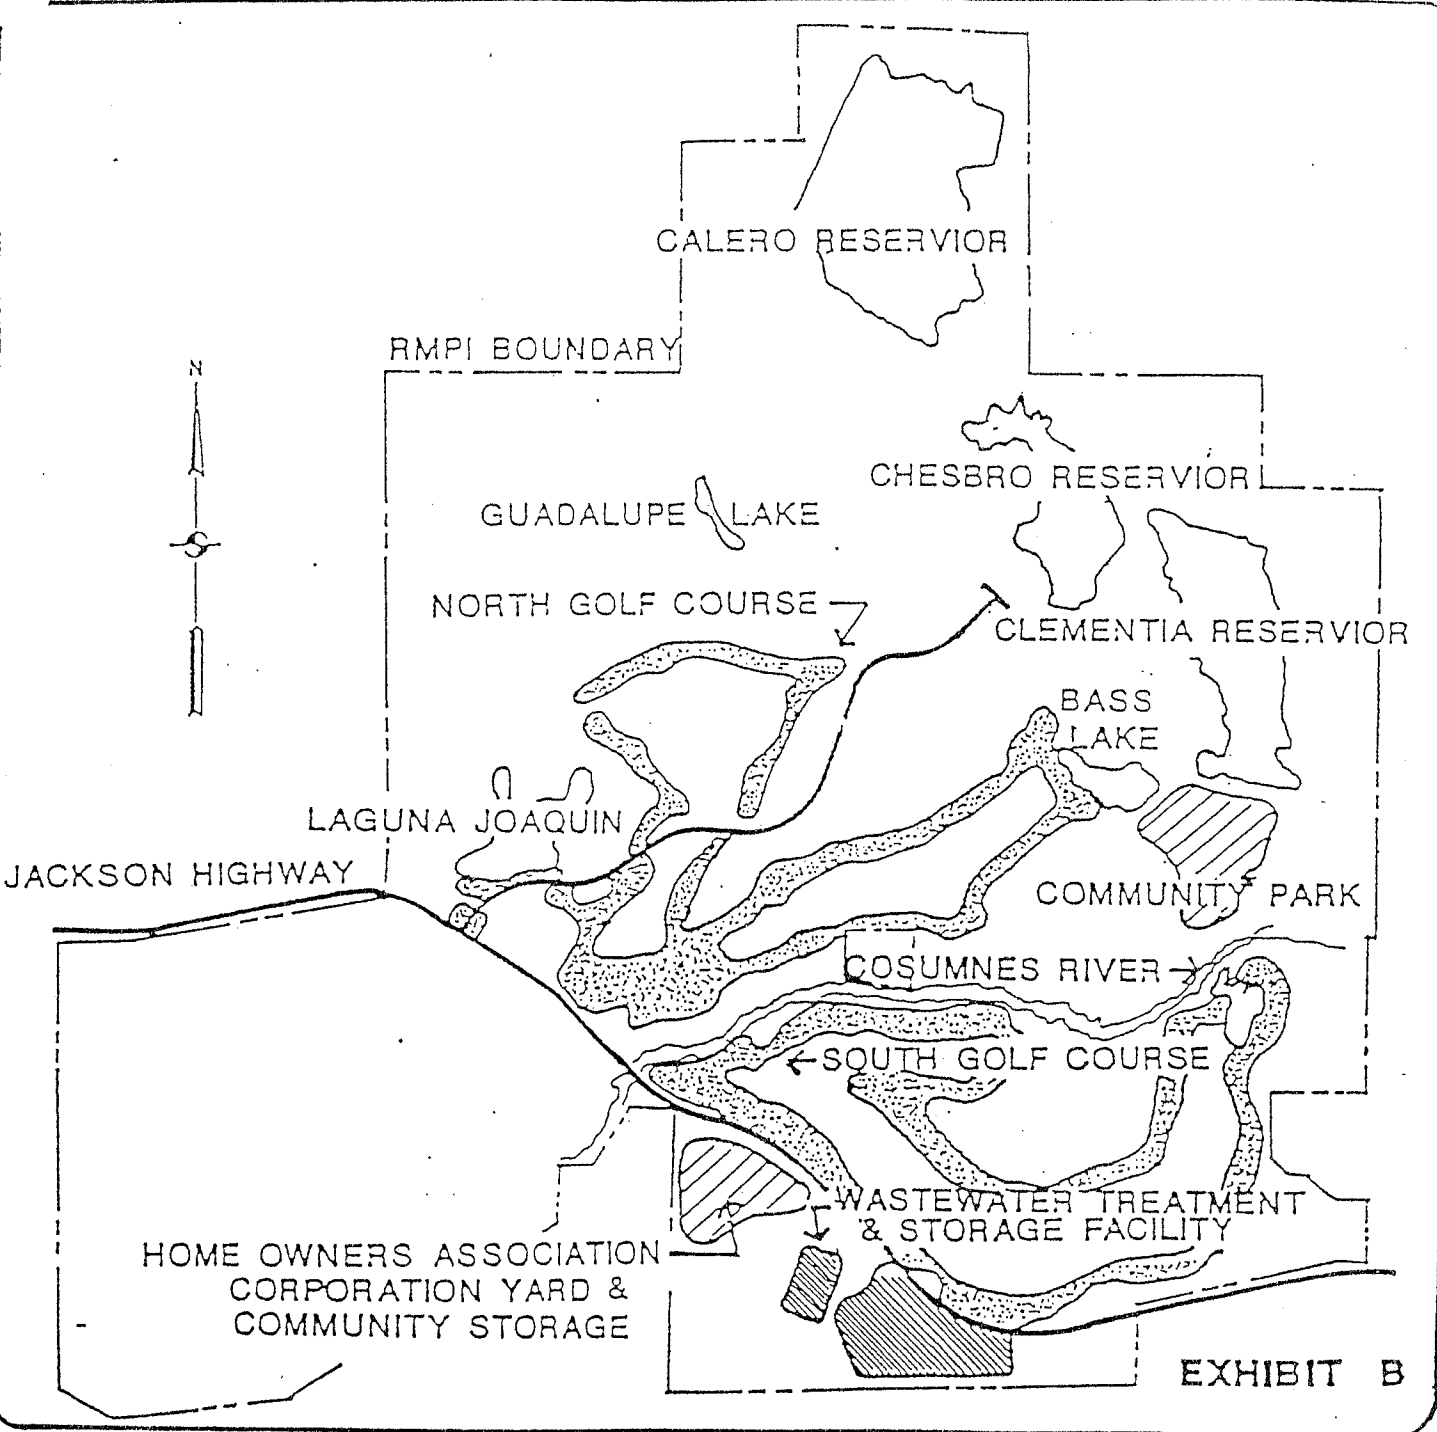 CALERO RESERVIOR
RMPI BOUNDARY
N
CHESBRO RESERVIOR
GUADALUPE LAKE
NORTH GOLF COURSE
CLEMENTIA RESERVIOR
BASS
LAKE
LAGUNA JOAQUIN
JACKSON HIGHWAY
COMMUNITY PARK
COSUMNES RIVER
SOUTH GOLF COURSE
WASTEWATER TREATMENT
& STORAGE FACILITY
HOME OWNERS ASSOCIATION
CORPORATION YARD &
COMMUNITY STORAGE
EXHIBIT B